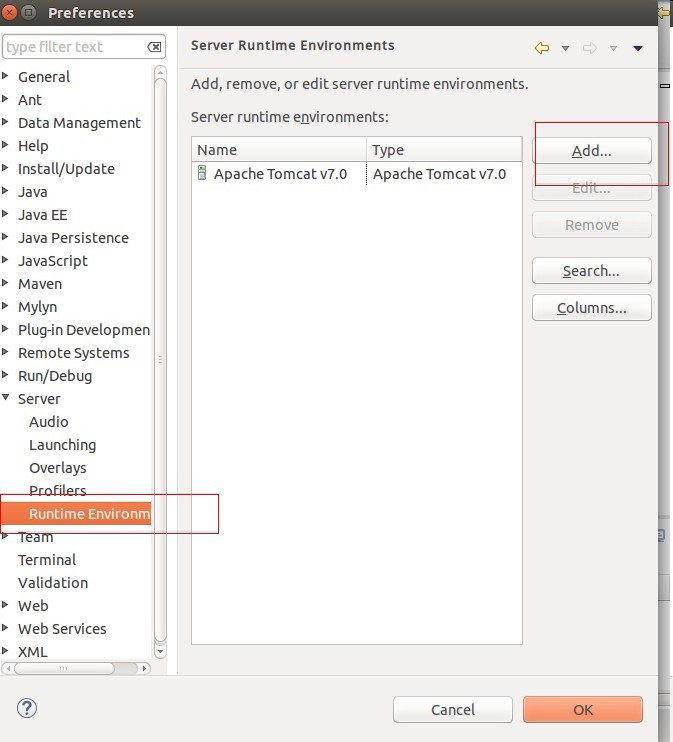 Preferences
type filter text
General
Ant
Data Management
Help
Install/Update
Java
Java EE
Java Persistence
JavaScript
Maven
Mylyn
Plug-in Developmen
Remote Systems
Run/Debug
Server
Audio
Launching
Overlays
Profilers
Runtime Environm
Team
Terminal
Validation
Web
Web Services
XML
Server Runtime Environments
Add, remove, or edit server runtime environments.
Server runtime environments:
Name Type
Apache Tomcat v7.0 Apache Tomcat v7.0
Add...
Edit...
Remove
Search...
Columns...
?
Cancel OK